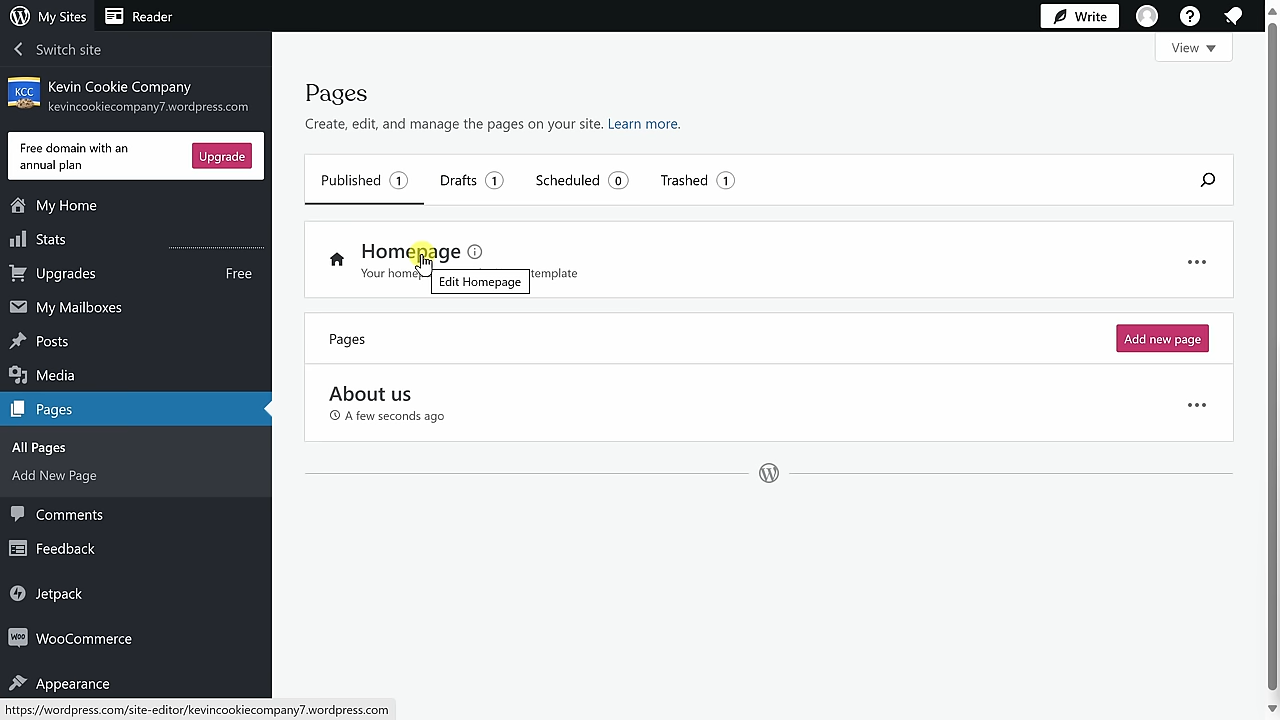 My Sites
Reader
Write
Switch site
KCC
Kevin Cookie Company
kevincookiecompany7.wordpress.com
Free domain with an
annual plan
Upgrade
My Home
Stats
Upgrades
Free
My Mailboxes
Posts
Media
Pages
All Pages
Add New Page
Comments
Feedback
Jetpack
WOO
WooCommerce
Appearance
View
Pages
Create, edit, and manage the pages on your site. Learn more.
Published 1
Drafts 1
Scheduled 0
Trashed 1
Homepage
Your template
Edit Homepage
Pages
Add new page
About us
A few seconds ago
https://wordpress.com/site-editor/kevincookiecompany7.wordpress.com